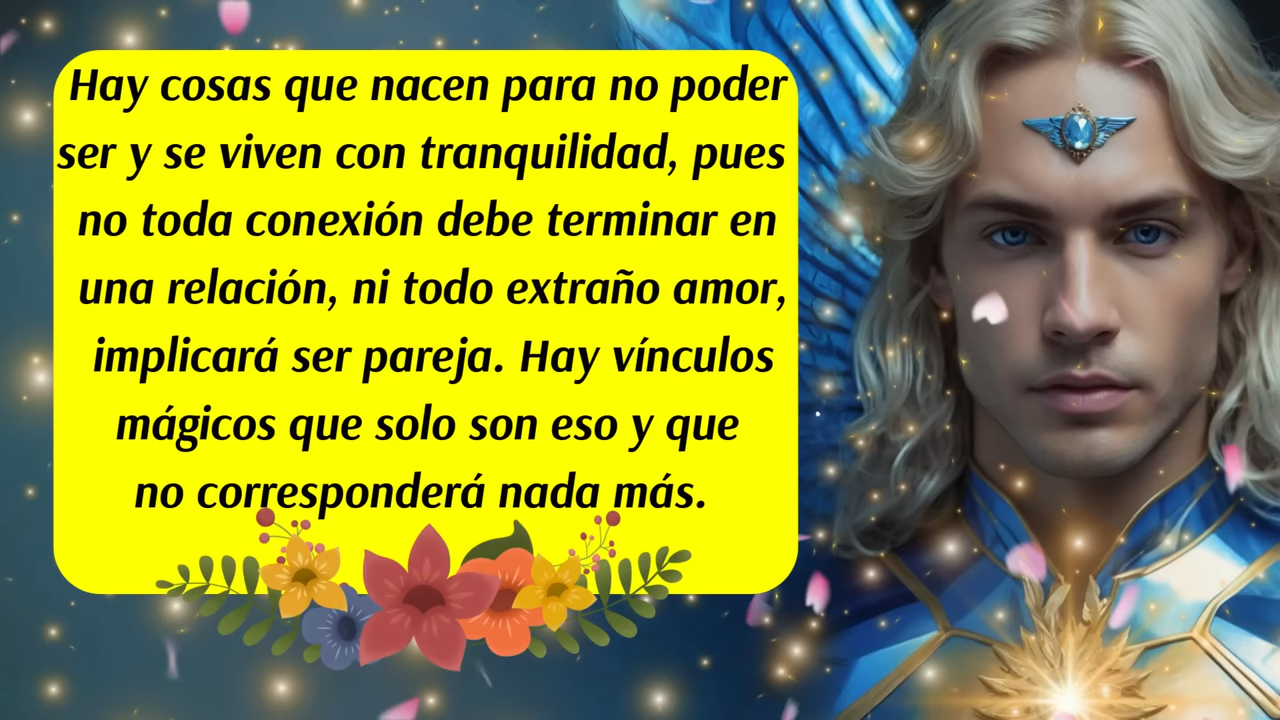 Hay cosas que nacen para no poder
ser y se viven con tranquilidad, pues
no toda conexión debe terminar en
una relación, ni todo extraño amor,
implicará ser pareja. Hay vínculos
mágicos que solo son eso y que
no corresponderá nada más.